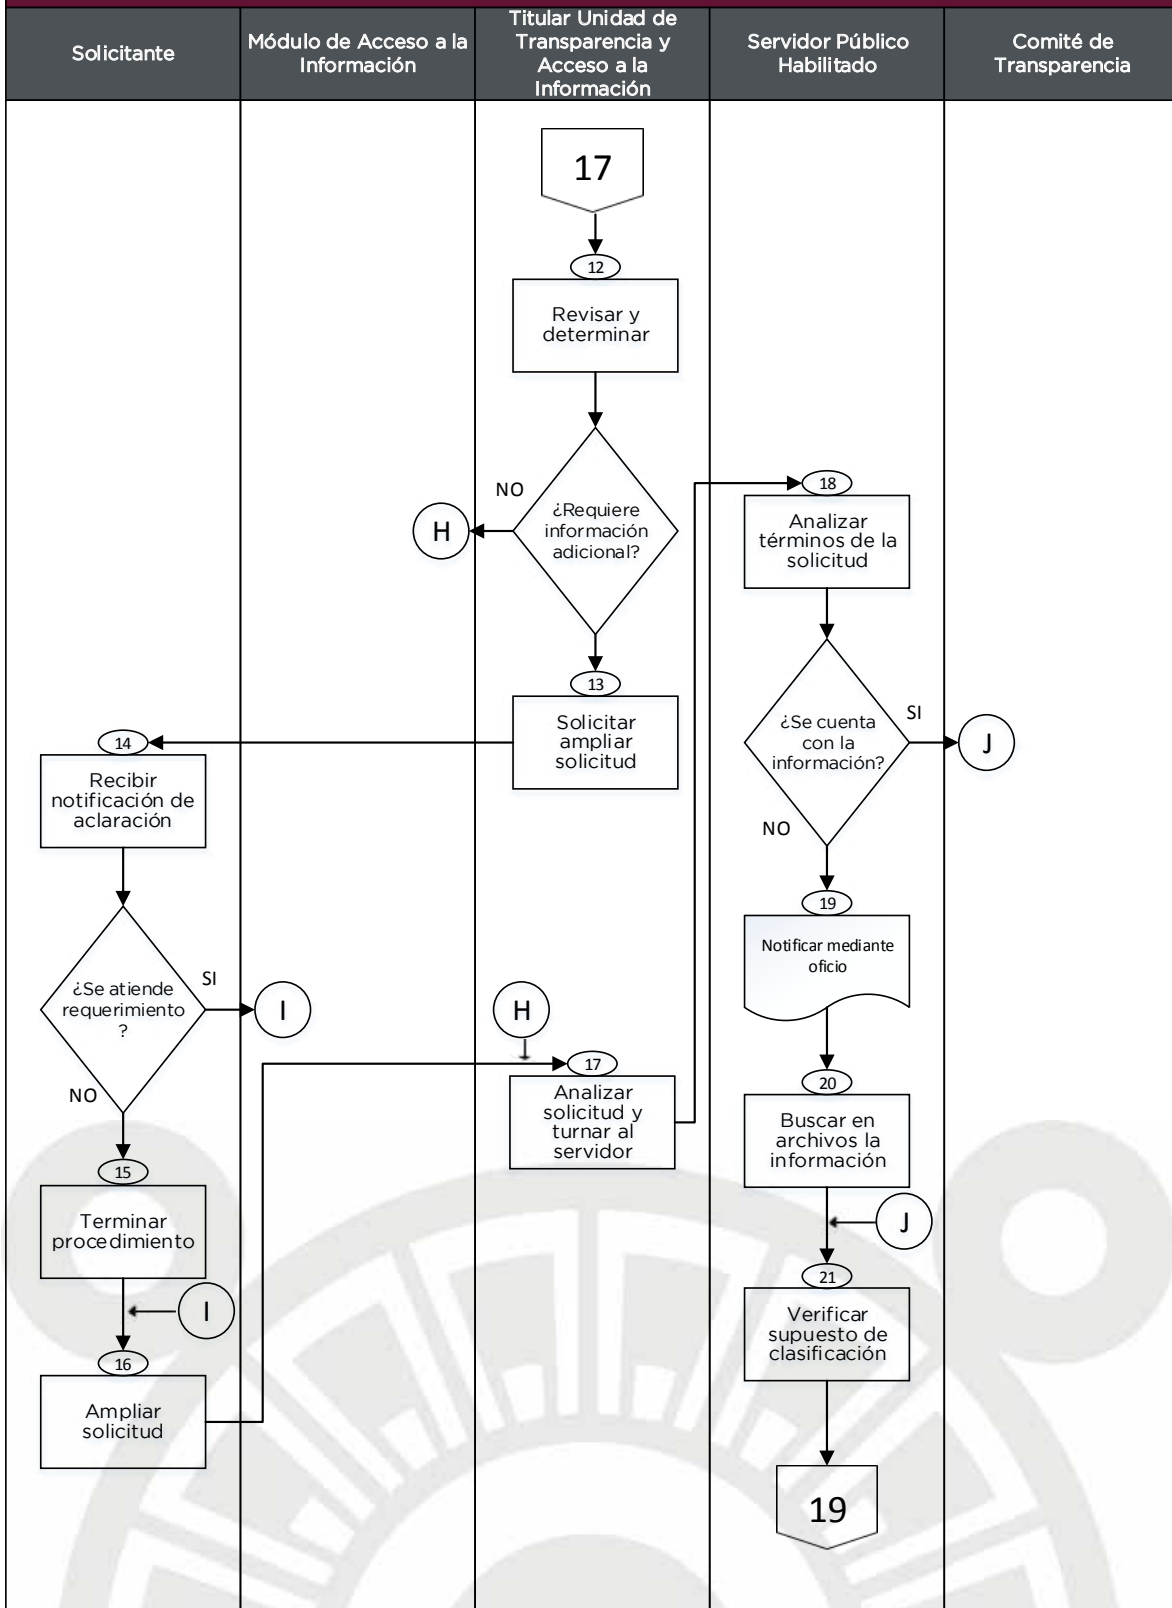 Solicitante
Módulo de Acceso a la
Información
Titular Unidad de
Transparencia y
Acceso a la
Información
Servidor Público
Habilitado
Comité de
Transparencia
17
12
Revisar y
determinar
NO
¿Requiere
información
adicional?
H
13
Solicitar
ampliar
solicitud
14
Recibir
notificación de
aclaración
¿Se atiende
requerimiento
?
SI
I
NO
15
Terminar
procedimiento
I
16
Ampliar
solicitud
H
17
Analizar
solicitud y
turnar al
servidor
18
Analizar
términos de la
solicitud
¿Se cuenta
con la
información?
SI
J
NO
19
Notificar mediante
oficio
20
Buscar en
archivos la
información
J
21
Verificar
supuesto de
clasificación
19